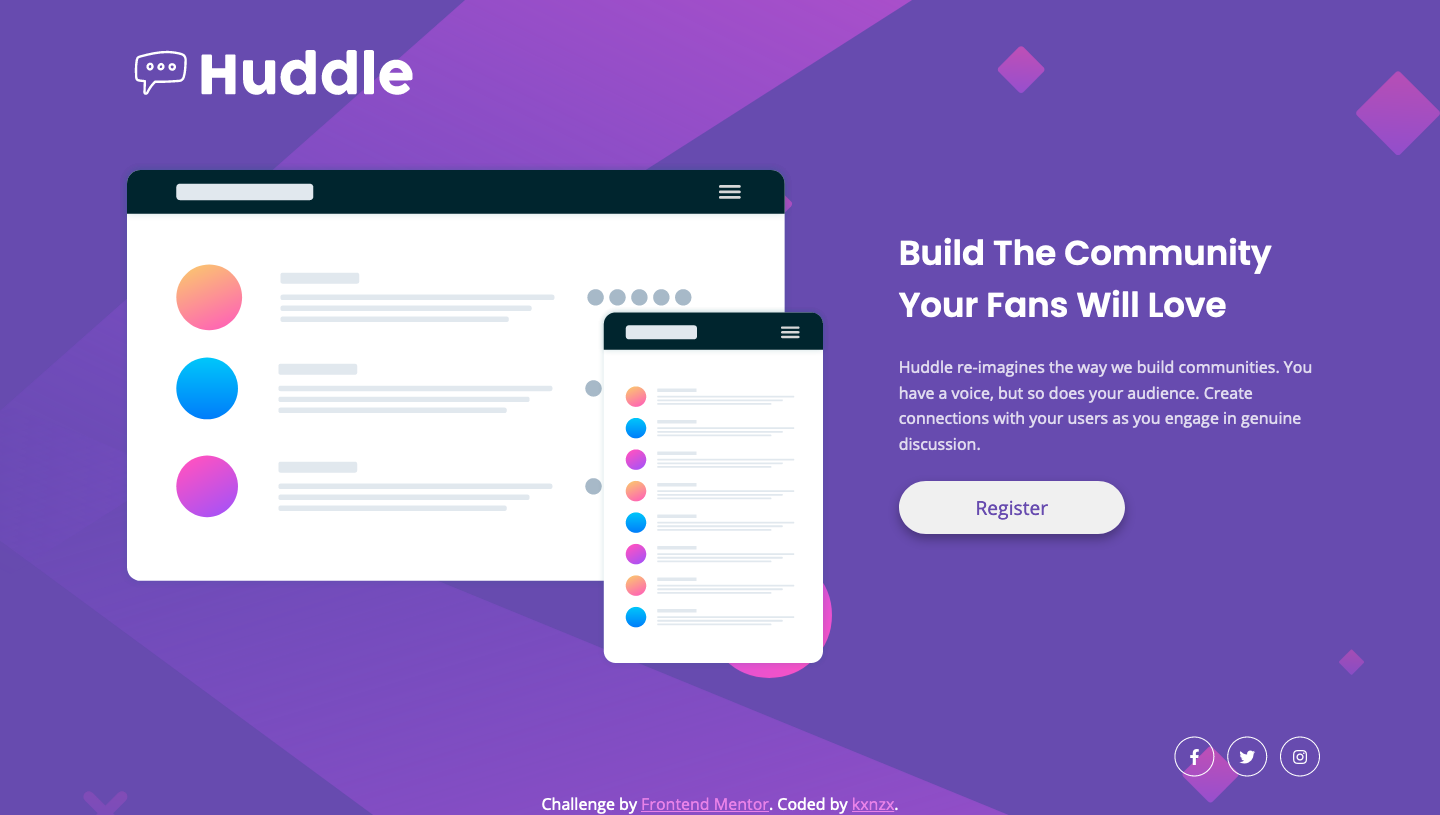 Huddle
Build The Community
Your Fans Will Love
Huddle re-imagines the way we build communities. You
have a voice, but so does your audience. Create
connections with your users as you engage in genuine
discussion.
Register
Challenge by Frontend Mentor. Coded by kxnzx.